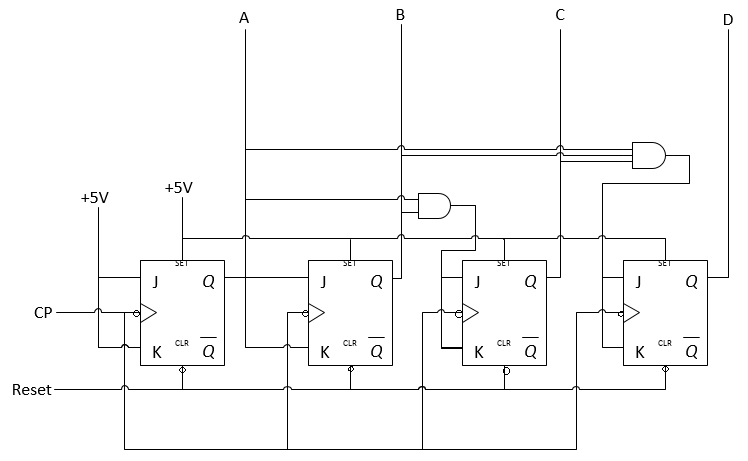 A B C D
+5V
+5V
SET SET SET SET
J Q J Q J Q J Q
CP
CLR CLR CLR CLR
K Q K Q K Q K Q
Reset